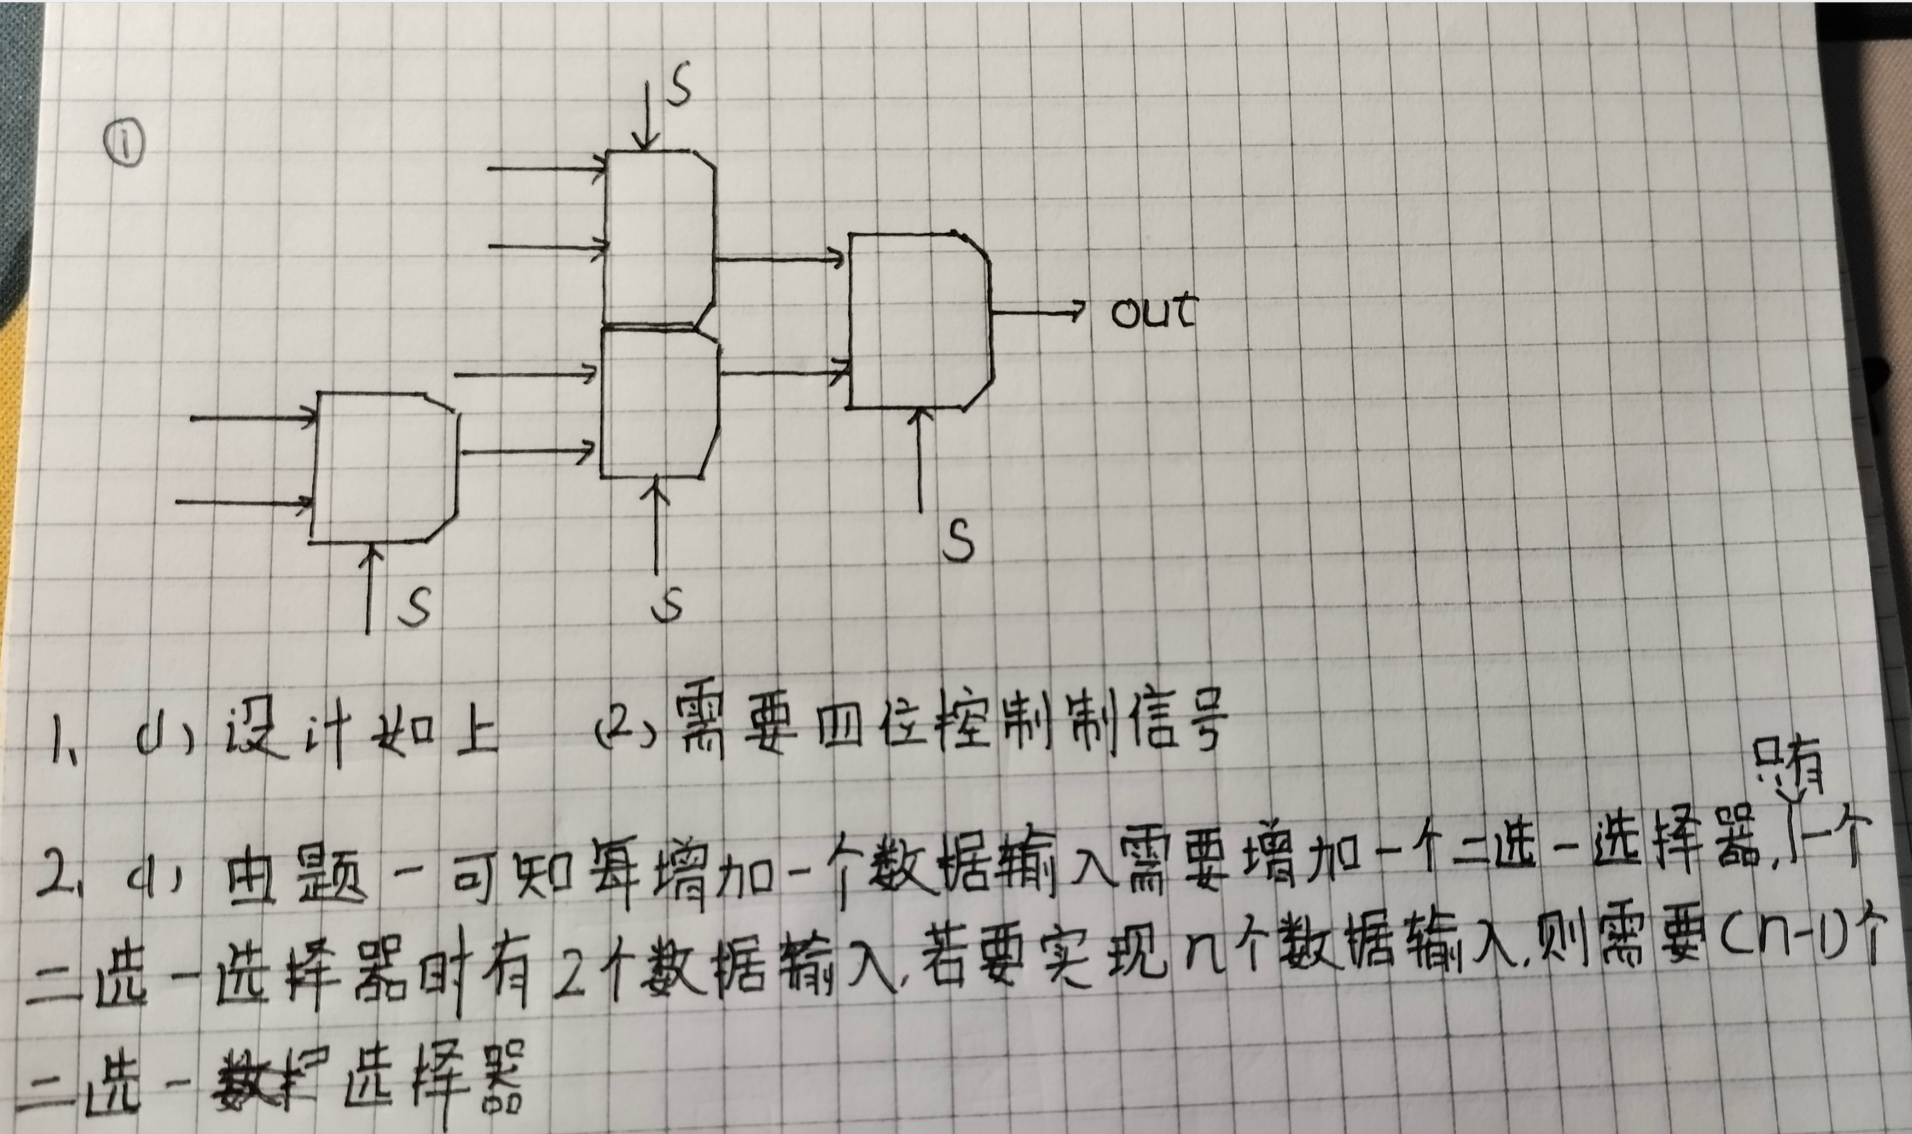 ①
S
out
S
S
S
1、(1)设计如上 (2)需要四位控制制信号
只有
2、(1)由题一可知每增加一个数据输入需要增加一个二选一选择器,一个
二选一选择器时有2个数据输入,若要实现n个数据输入,则需要(n-1)个
二选一选择器